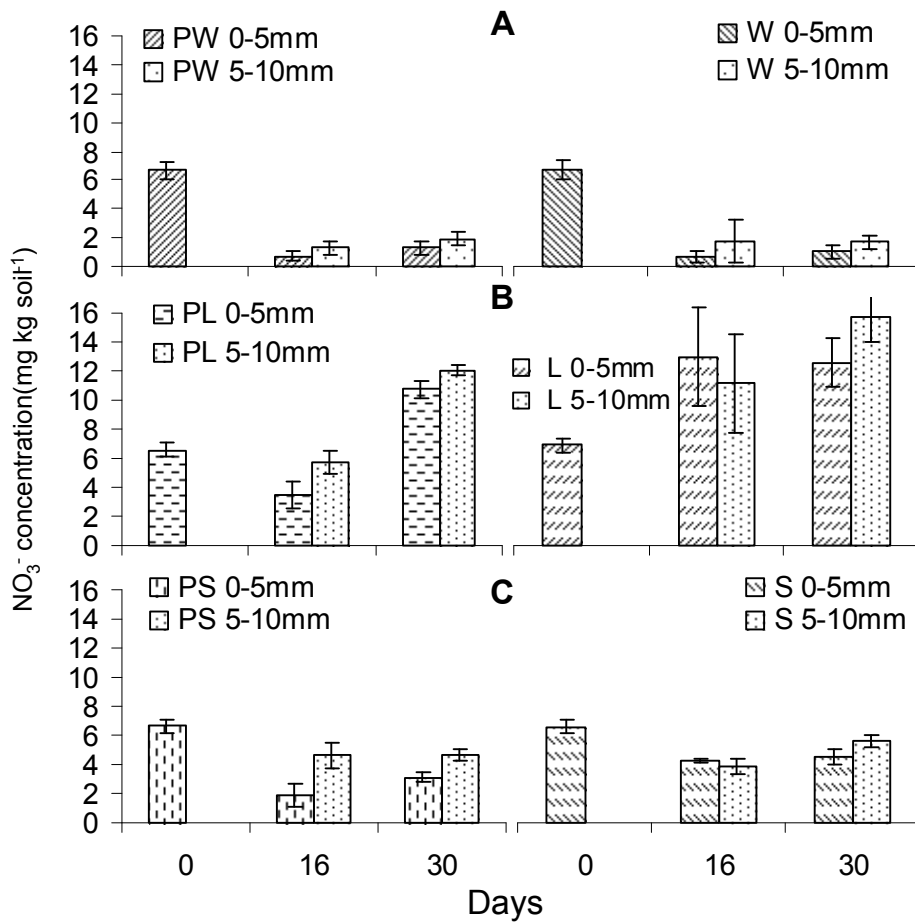 A
PW 0-5mm
PW 5-10mm
W 0-5mm
W 5-10mm
16
14
12
10
8
6
4
2
0
B
PL 0-5mm
PL 5-10mm
L 0-5mm
L 5-10mm
16
14
12
10
8
6
4
2
0
C
PS 0-5mm
PS 5-10mm
S 0-5mm
S 5-10mm
16
14
12
10
8
6
4
2
0
0 16 30 0 16 30
Days
NO₃⁻ concentration(mg kg soil⁻¹)